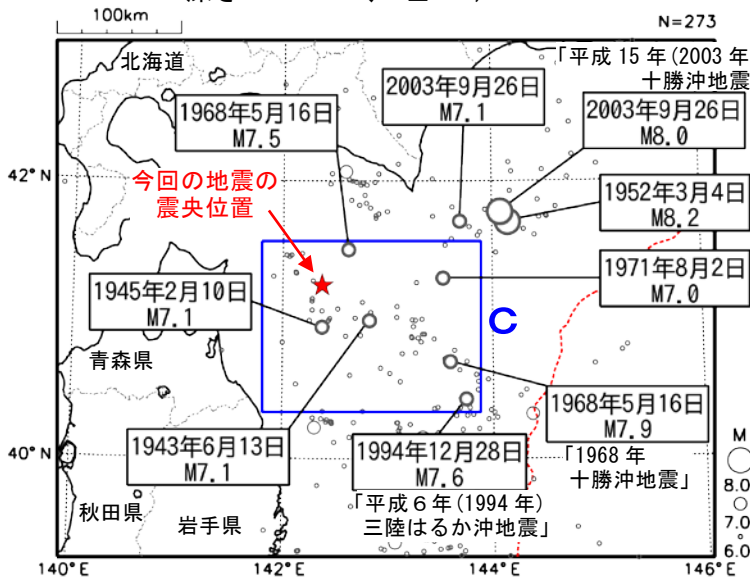 100km
N=273
北海道
「平成 15 年(2003 年
十勝沖地震
2003年9月26日
M7.1
1968年5月16日
M7.5
2003年9月26日
M8.0
42°N
今回の地震の
震央位置
1952年3月4日
M8.2
1945年2月10日
M7.1
1971年8月2日
M7.0
C
青森県
1968年5月16日
M7.9
「1968 年
十勝沖地震」
1943年6月13日
M7.1
1994年12月28日
M7.6
「平成６年(1994 年)
三陸はるか沖地震」
40°N
秋田県
岩手県
M
8.0
7.0
6.0
140°E
142°E
144°E
146°E